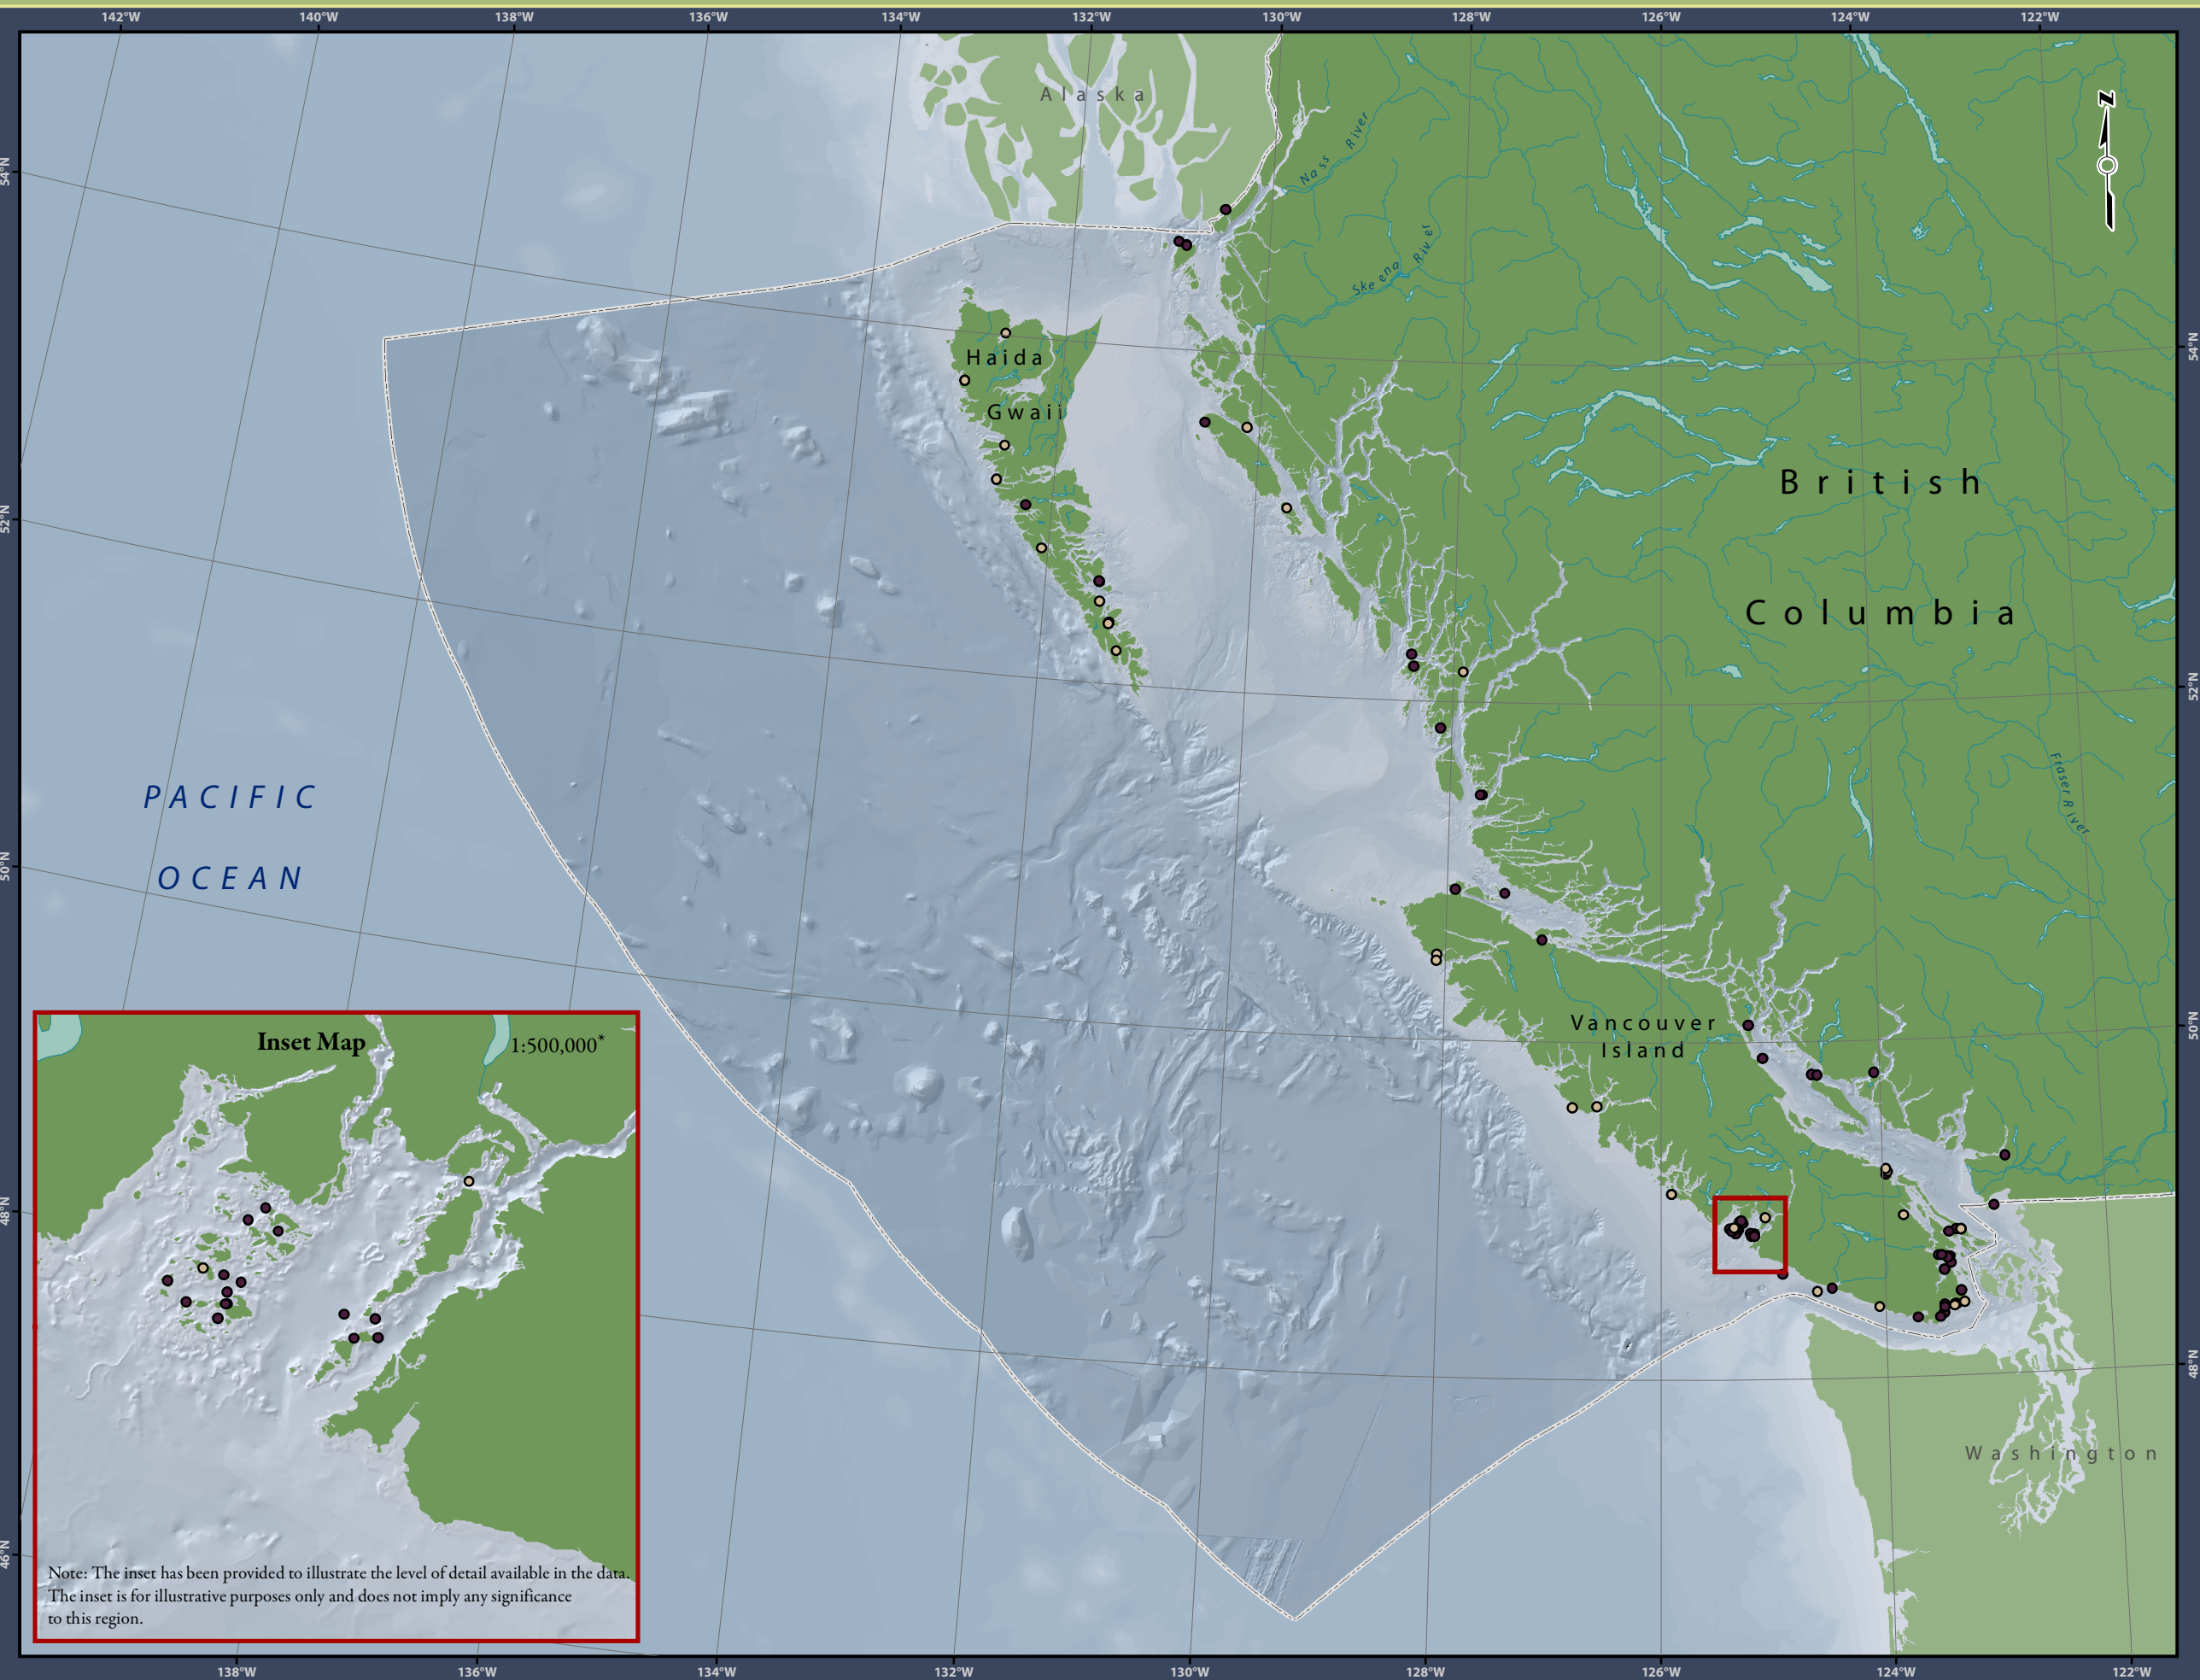 142°W 140°W 138°W 136°W 134°W 132°W 130°W 128°W 126°W 124°W 122°W
Alaska
N
54°N
Nass River
Skeena River
54°N
Haida
Gwaii
British
52°N
Columbia
52°N
PACIFIC
OCEAN
Fraser River
50°N
Vancouver
Island
50°N
Inset Map
1:500,000*
48°N
48°N
Washington
46°N
Note: The inset has been provided to illustrate the level of detail available in the data.
The inset is for illustrative purposes only and does not imply any significance
to this region.
138°W 136°W 134°W 132°W 130°W 128°W 126°W 124°W 122°W